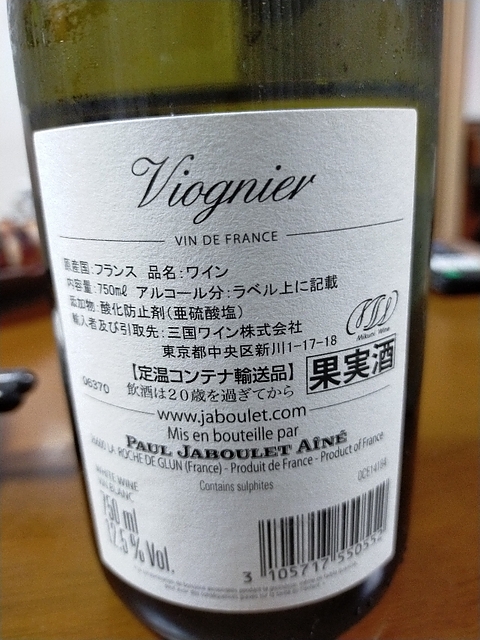 Viognier
VIN DE FRANCE
原産国:フランス 品名:ワイン
内容量:750ml アルコール分:ラベル上に記載
添加物:酸化防止剤(亜硫酸塩)
輸入者及び引取先:三国ワイン株式会社
東京都中央区新川1-17-18
Mikuni Wine
【定温コンテナ輸送品】
果実酒
06370
飲酒は20歳を過ぎてから
www.jaboulet.com
Mis en bouteille par
PAUL JABOULET AÎNÉ
26600 LA ROCHE DE GLUN (France) - Produit de France - Product of France
Contains sulphites
WHITE WINE
VIN BLANC
750 ml
12.5 % Vol.
3 105717 550552